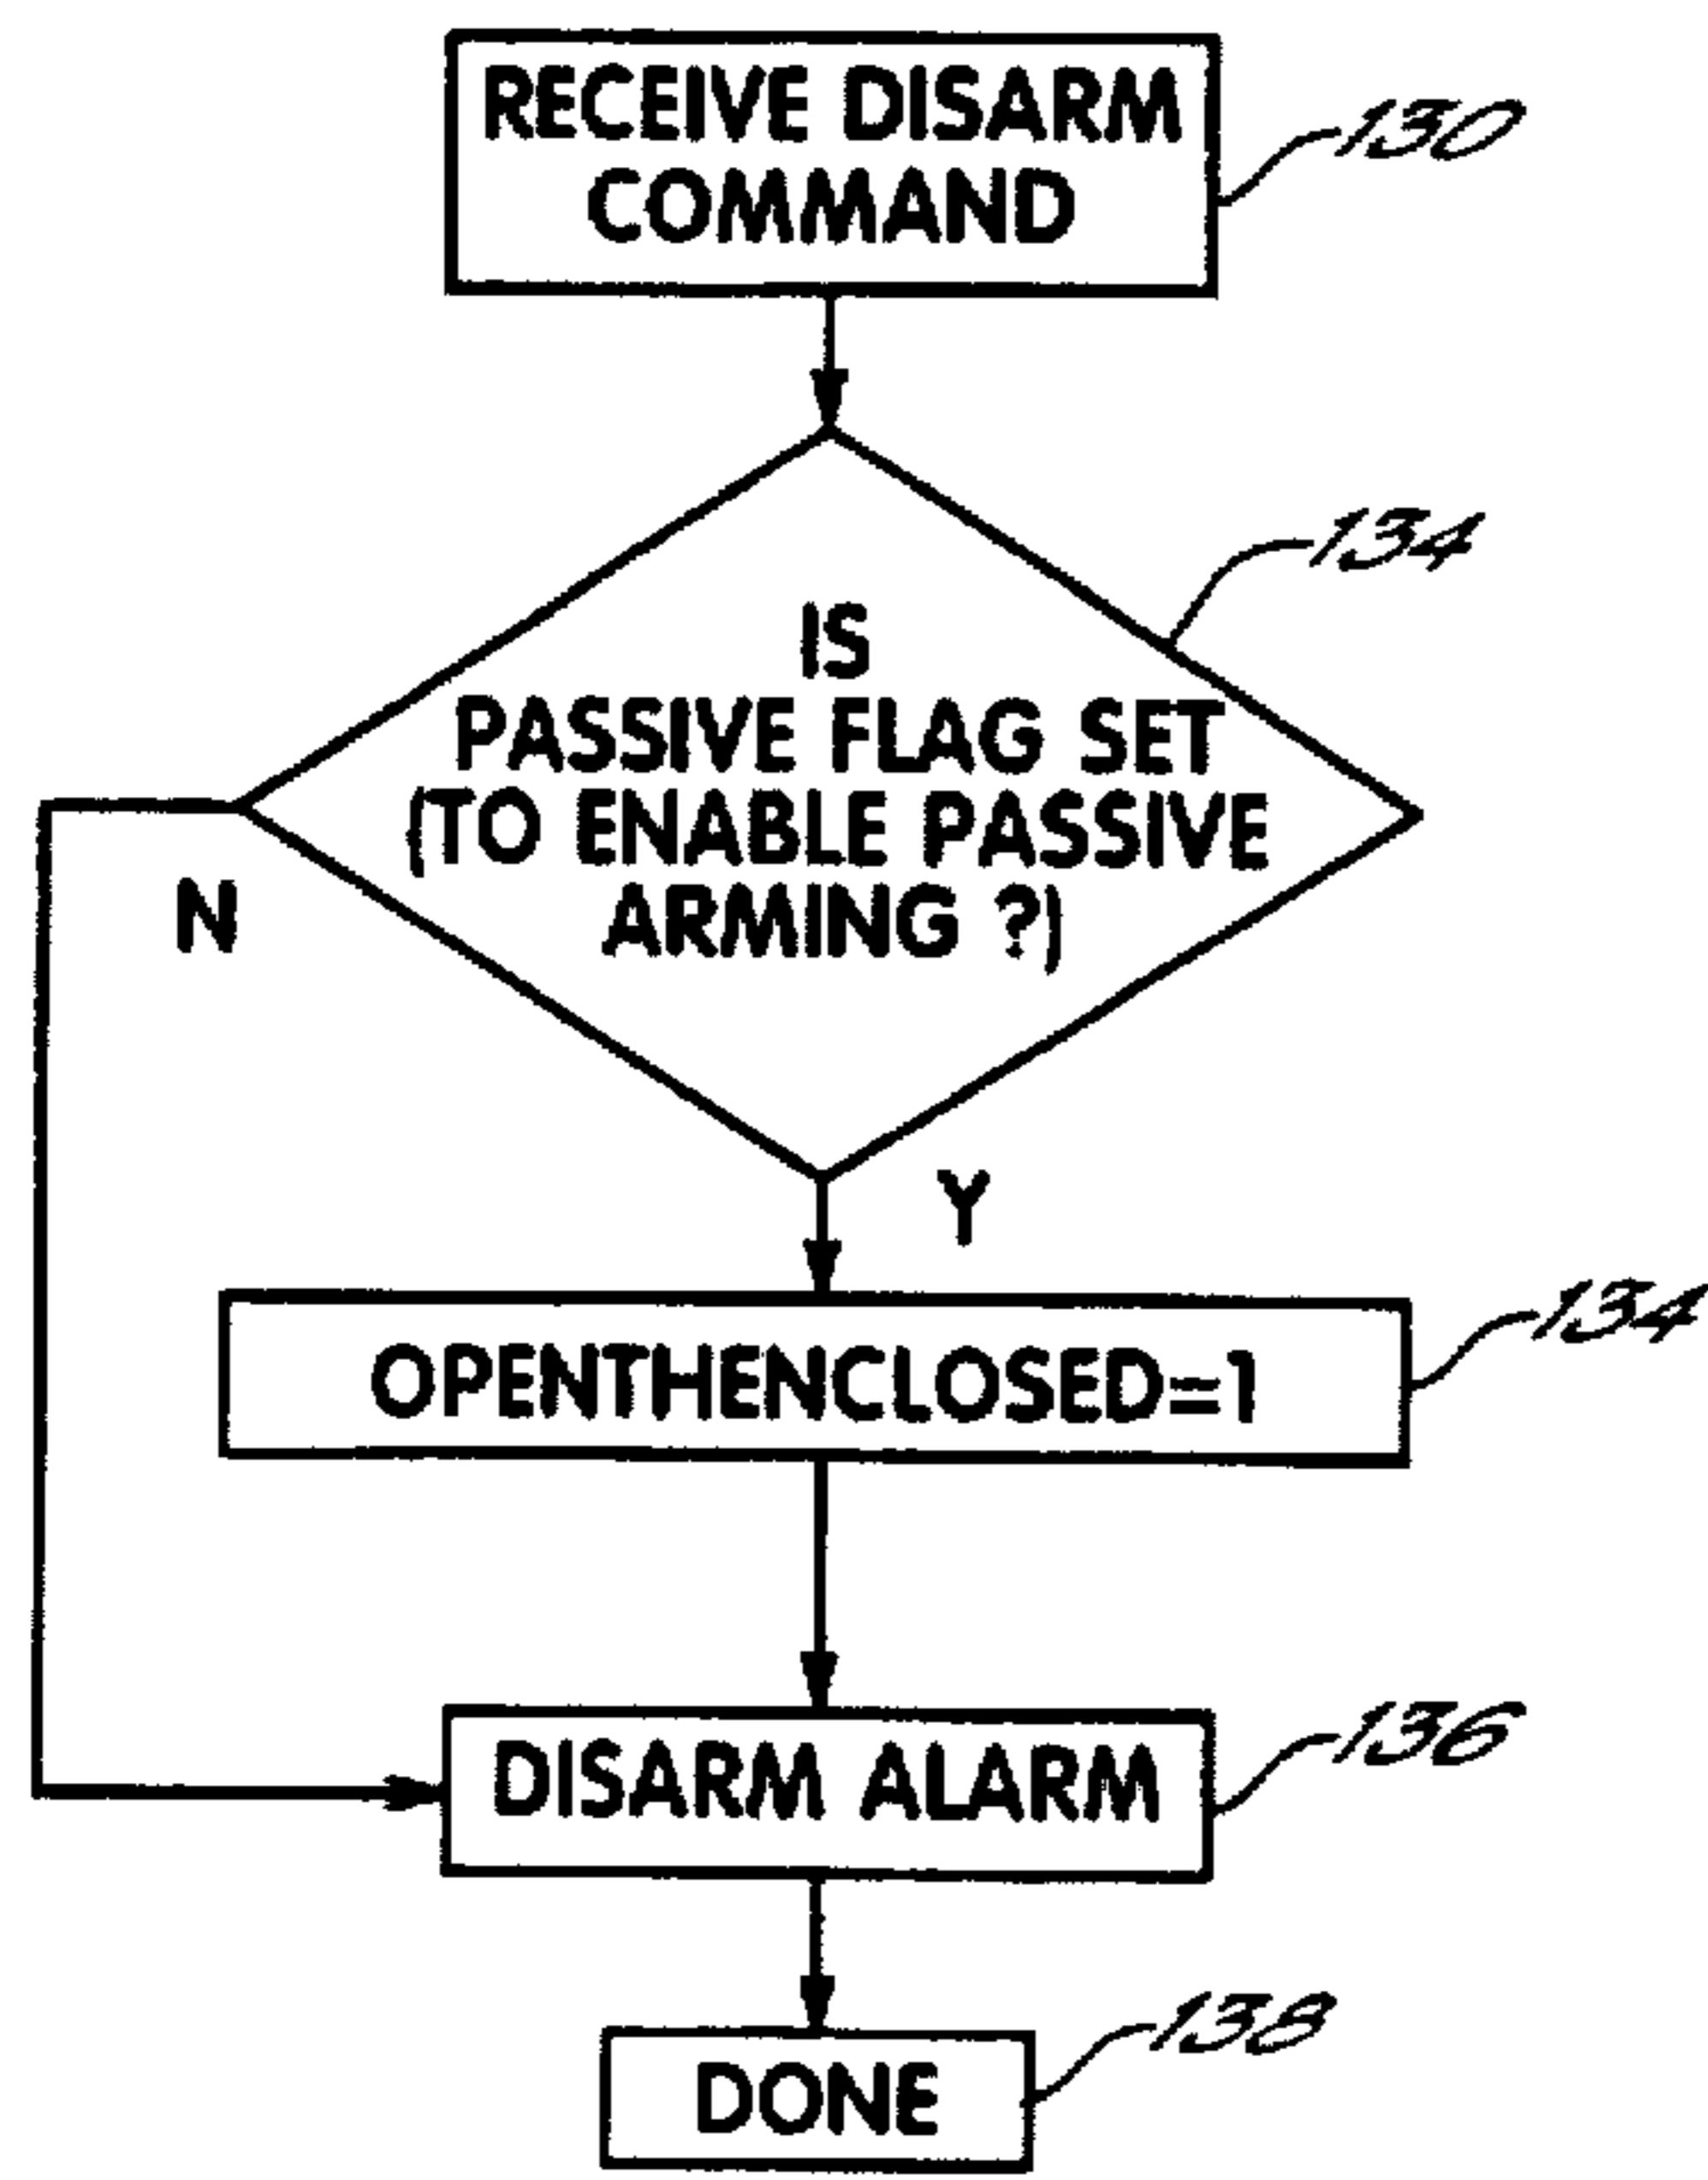 RECEIVE DISARM
COMMAND
130
134
IS
PASSIVE FLAG SET
(TO ENABLE PASSIVE
ARMING ?)
N
Y
134
OPENTHENCLOSED=1
136
DISARM ALARM
138
DONE